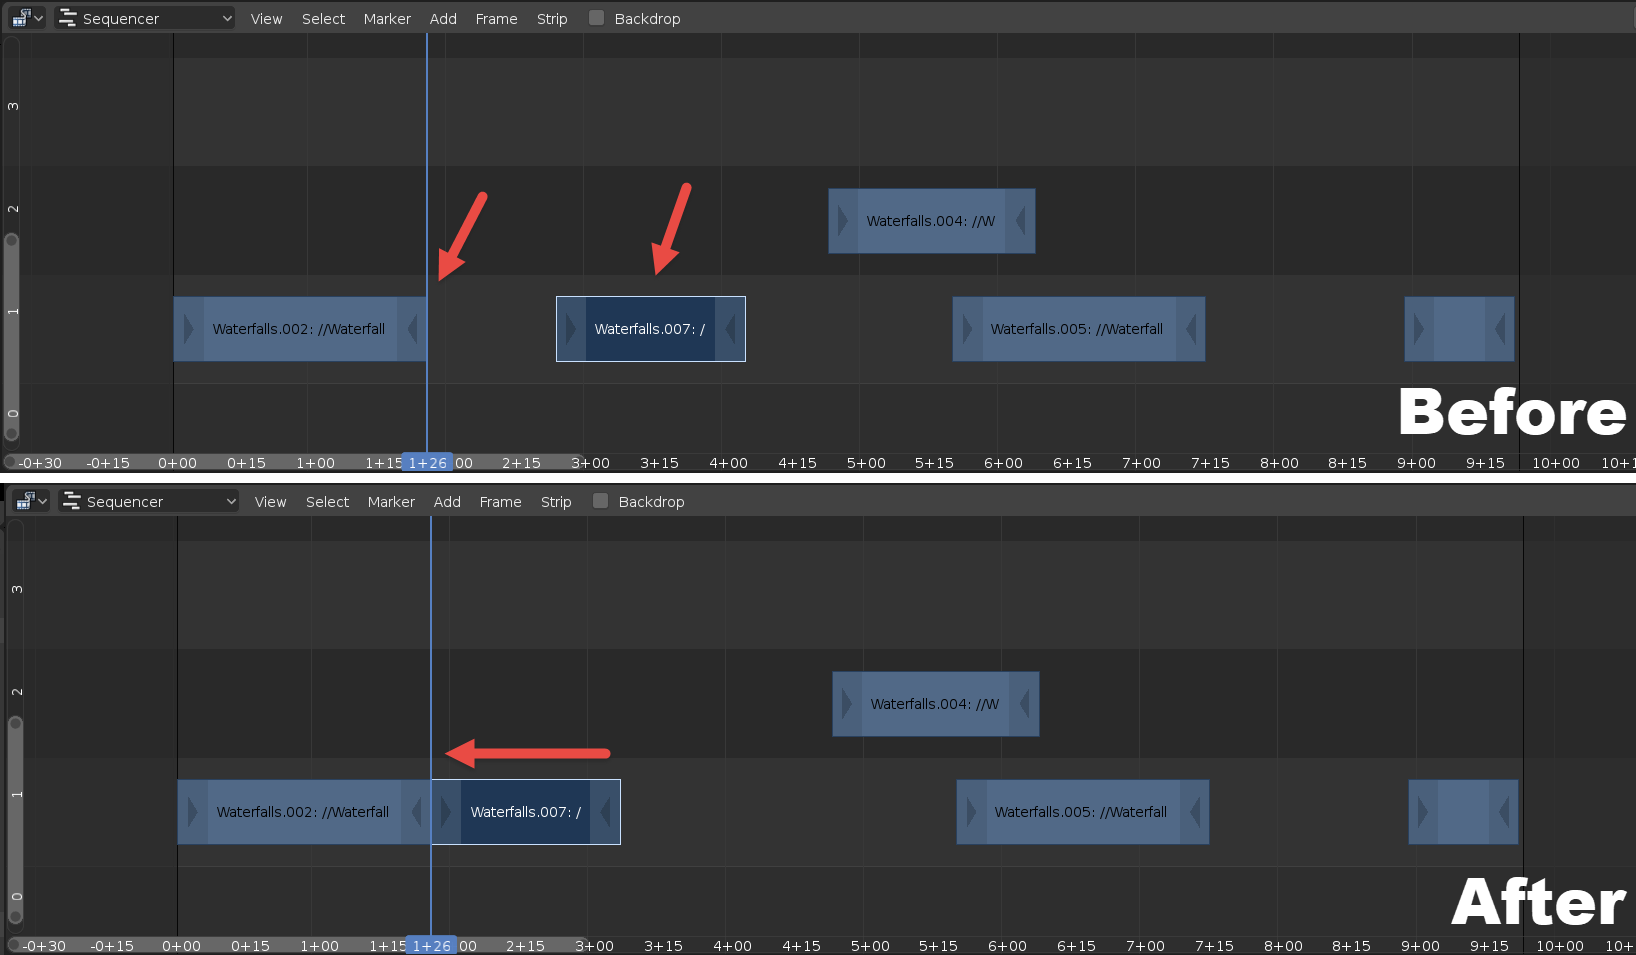 Sequencer View Select Marker Add Frame Strip Backdrop
3
2
Waterfalls.004: //W
1
Waterfalls.002: //Waterfall Waterfalls.007: / Waterfalls.005: //Waterfall
0
Before
-0+30 -0+15 0+00 0+15 1+00 1+15 1+26 00 2+15 3+00 3+15 4+00 4+15 5+00 5+15 6+00 6+15 7+00 7+15 8+00 8+15 9+00 9+15 10+00 10+1
Sequencer View Select Marker Add Frame Strip Backdrop
3
2
Waterfalls.004: //W
1
Waterfalls.002: //Waterfall Waterfalls.007: / Waterfalls.005: //Waterfall
0
After
-0+30 -0+15 0+00 0+15 1+00 1+15 1+26 00 2+15 3+00 3+15 4+00 4+15 5+00 5+15 6+00 6+15 7+00 7+15 8+00 8+15 9+00 9+15 10+00 10+